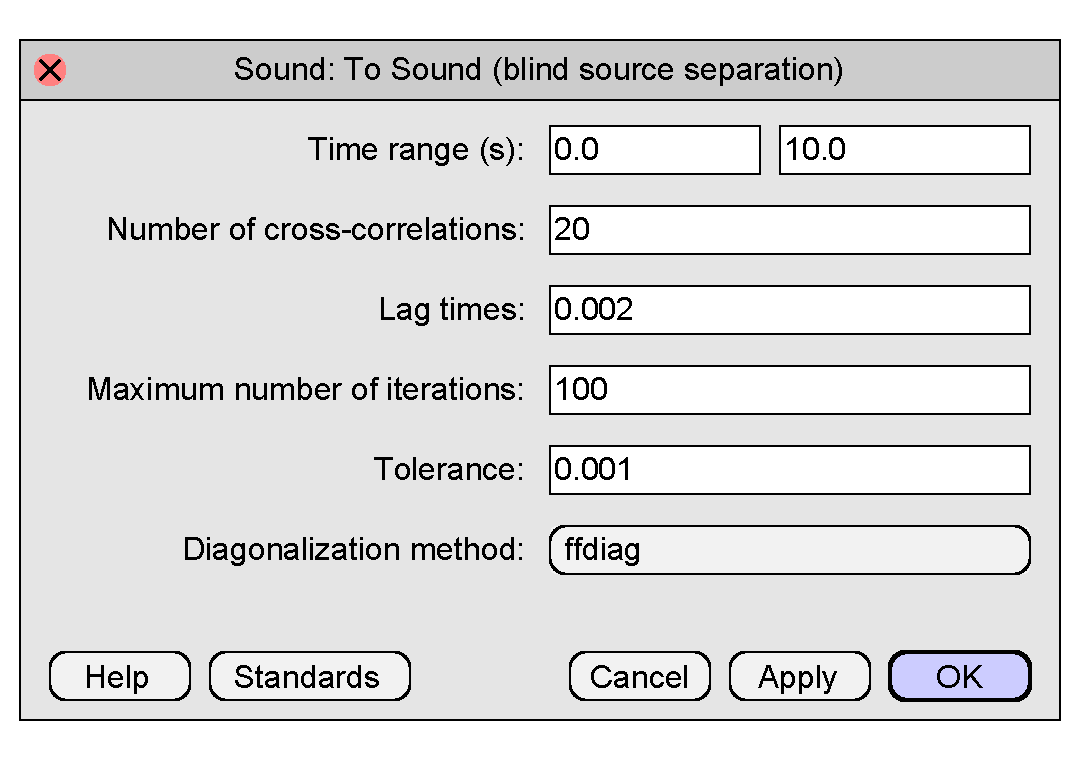 Sound: To Sound (blind source separation)
Time range (s): 0.0 10.0
Number of cross-correlations: 20
Lag times: 0.002
Maximum number of iterations: 100
Tolerance: 0.001
Diagonalization method: ffdiag
Help Standards Cancel Apply OK